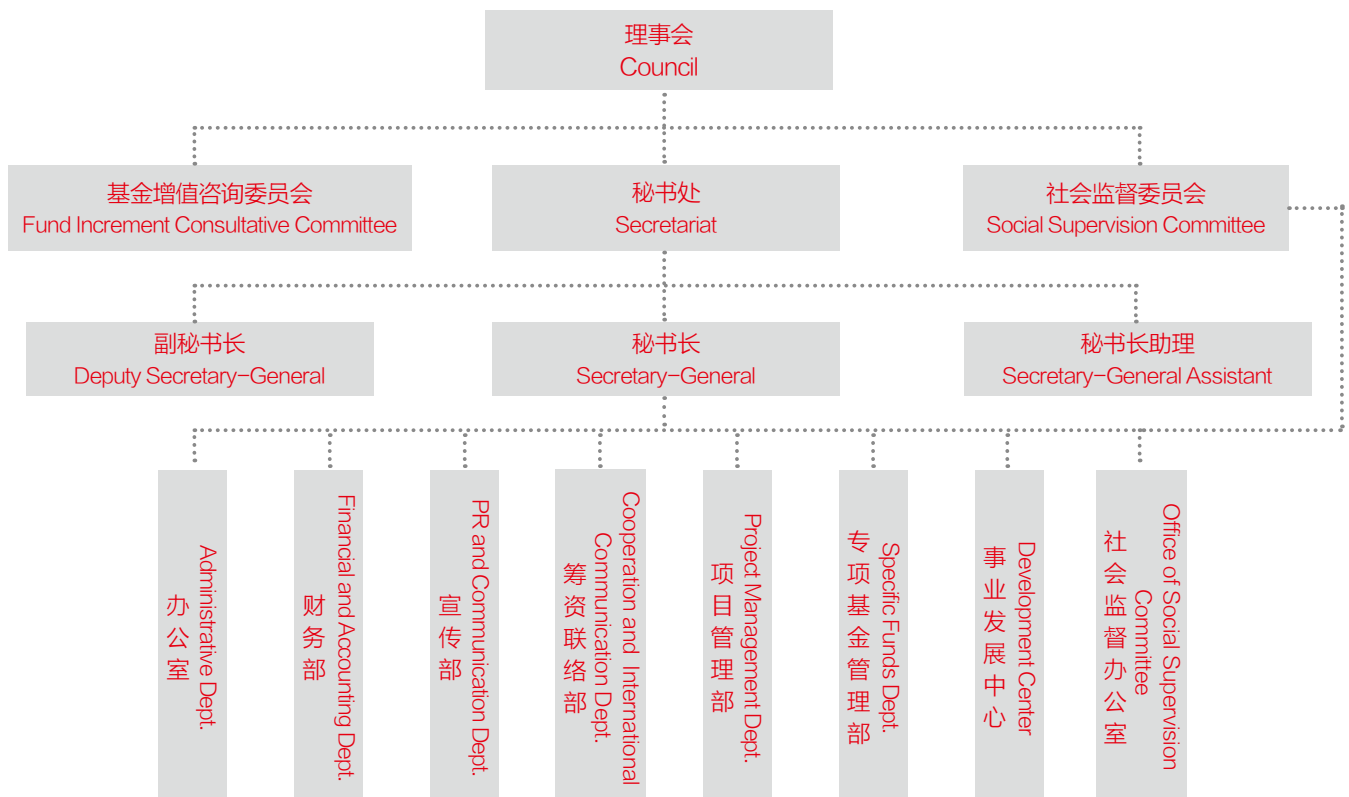 理事会
Council
基金增值咨询委员会
Fund Increment Consultative Committee
秘书处
Secretariat
社会监督委员会
Social Supervision Committee
副秘书长
Deputy Secretary-General
秘书长
Secretary-General
秘书长助理
Secretary-General Assistant
Administrative Dept.
办公室
Financial and Accounting Dept.
财务部
PR and Communication Dept.
宣传部
Cooperation and International
Communication Dept.
筹资联络部
Project Management Dept.
项目管理部
Specific Funds Dept.
专项基金管理部
Development Center
事业发展中心
Office of Social Supervision
Committee
社会监督办公室